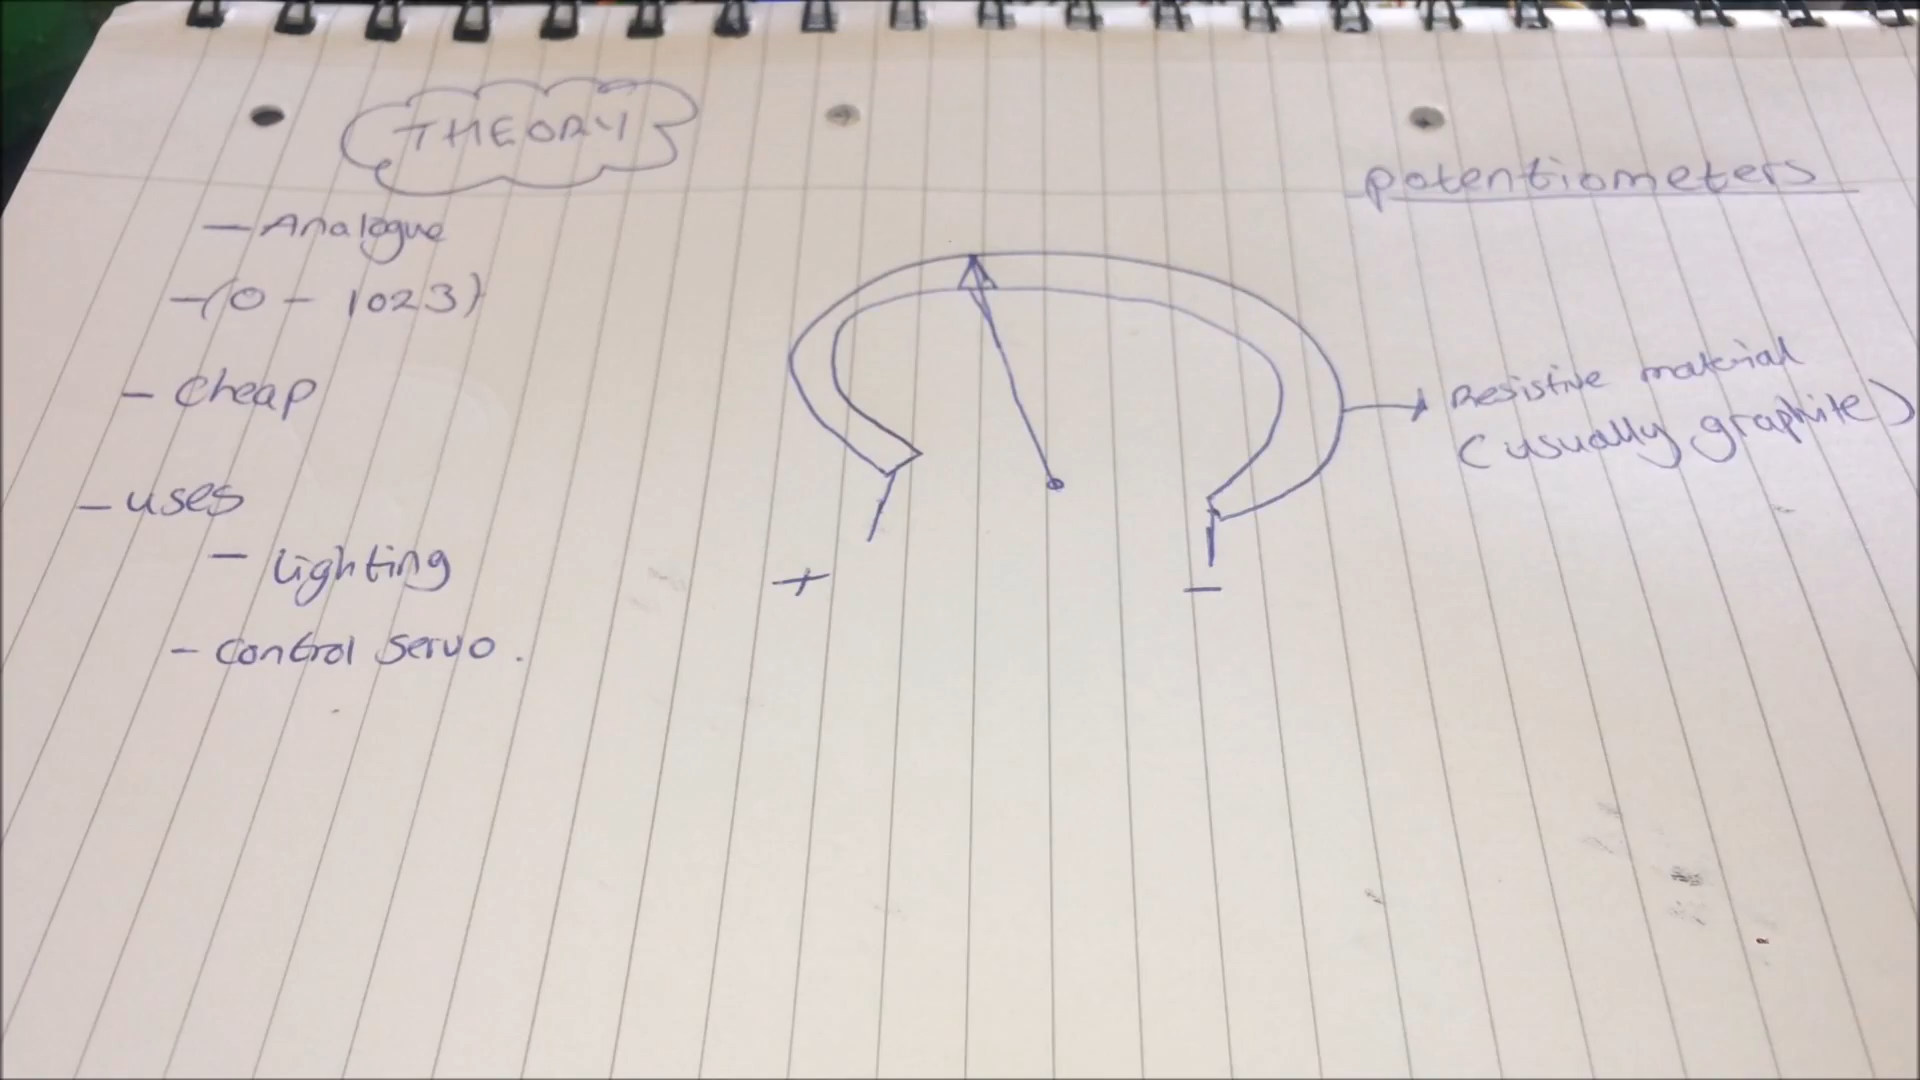 THEORY
potentiometers
- Analogue
- (0 - 1023)
- Cheap
- uses
- Lighting
- control servo.
Resistive material
(usually graphite)
+
-